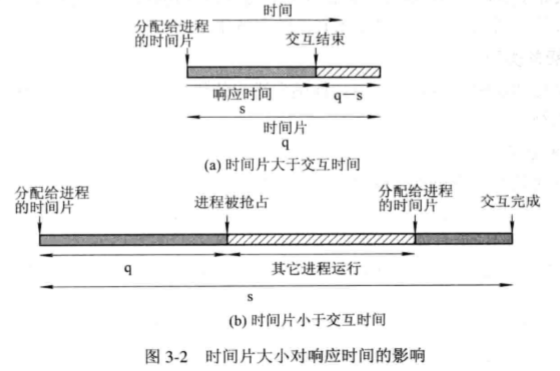 时间
分配给进程
的时间片
交互结束
响应时间
q－s
s
时间片
q
(a) 时间片大于交互时间
分配给进程
的时间片
进程被抢占
分配给进程
的时间片
交互完成
q
其它进程运行
s
(b) 时间片小于交互时间
图 3-2 时间片大小对响应时间的影响